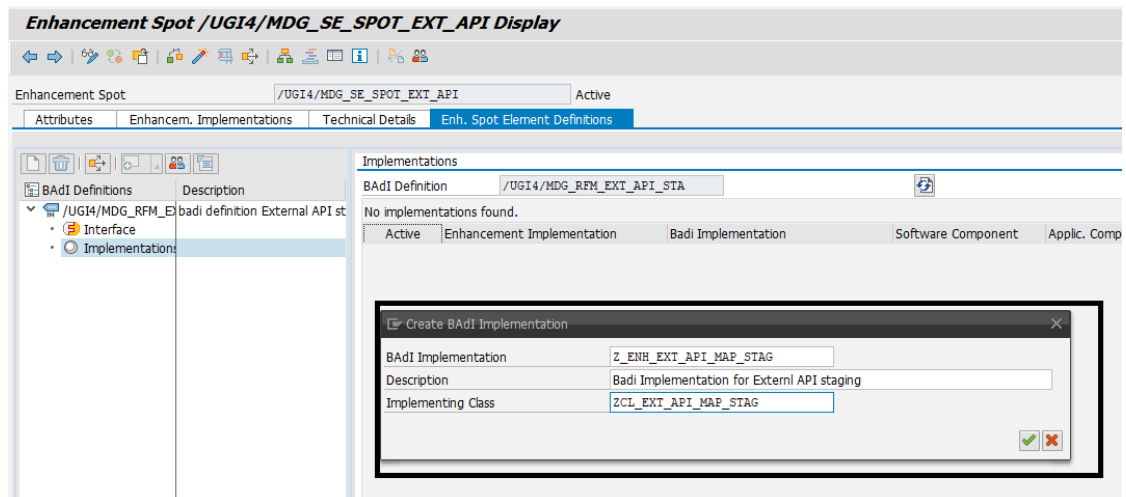 Enhancement Spot /UGI4/MDG_SE_SPOT_EXT_API Display
Enhancement Spot /UGI4/MDG_SE_SPOT_EXT_API Active
Attributes Enhancem. Implementations Technical Details Enh. Spot Element Definitions
Implementations
BAdI Definition /UGI4/MDG_RFM_EXT_API_STA
BAdI Definitions Description
/UGI4/MDG_RFM_EX badi definition External API st
No implementations found.
Interface
Active Enhancement Implementation Badi Implementation Software Component Applic. Comp
Implementations
Create BAdI Implementation
BAdI Implementation Z_ENH_EXT_API_MAP_STAG
Description Badi Implementation for Externl API staging
Implementing Class ZCL_EXT_API_MAP_STAG